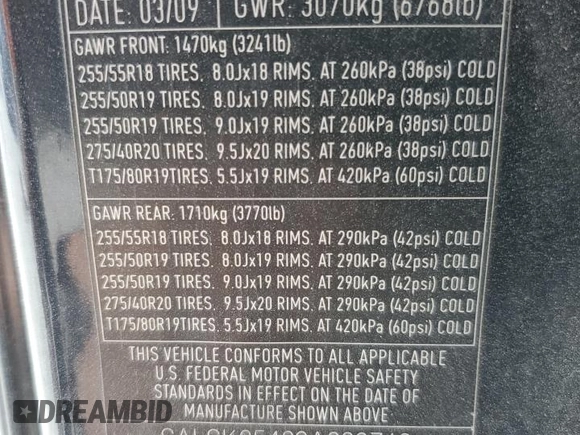 DATE: 03/09 GWR: 3070kg (6768lb)
GAWR FRONT: 1470kg (3241lb)
255/55R18 TIRES, 8.0Jx18 RIMS, AT 260kPa (38psi) COLD
255/50R19 TIRES, 8.0Jx19 RIMS, AT 260kPa (38psi) COLD
255/50R19 TIRES, 9.0Jx19 RIMS, AT 260kPa (38psi) COLD
275/40R20 TIRES, 9.5Jx20 RIMS, AT 260kPa (38psi) COLD
T175/80R19TIRES, 5.5Jx19 RIMS, AT 420kPa (60psi) COLD
GAWR REAR: 1710kg (3770lb)
255/55R18 TIRES, 8.0Jx18 RIMS, AT 290kPa (42psi) COLD
255/50R19 TIRES, 8.0Jx19 RIMS, AT 290kPa (42psi) COLD
255/50R19 TIRES, 9.0Jx19 RIMS, AT 290kPa (42psi) COLD
275/40R20 TIRES, 9.5Jx20 RIMS, AT 290kPa (42psi) COLD
T175/80R19TIRES, 5.5Jx19 RIMS, AT 420kPa (60psi) COLD
THIS VEHICLE CONFORMS TO ALL APPLICABLE
U.S. FEDERAL MOTOR VEHICLE SAFETY
STANDARDS IN EFFECT ON THE DATE OF
MANUFACTURE SHOWN ABOVE
DREAMBID